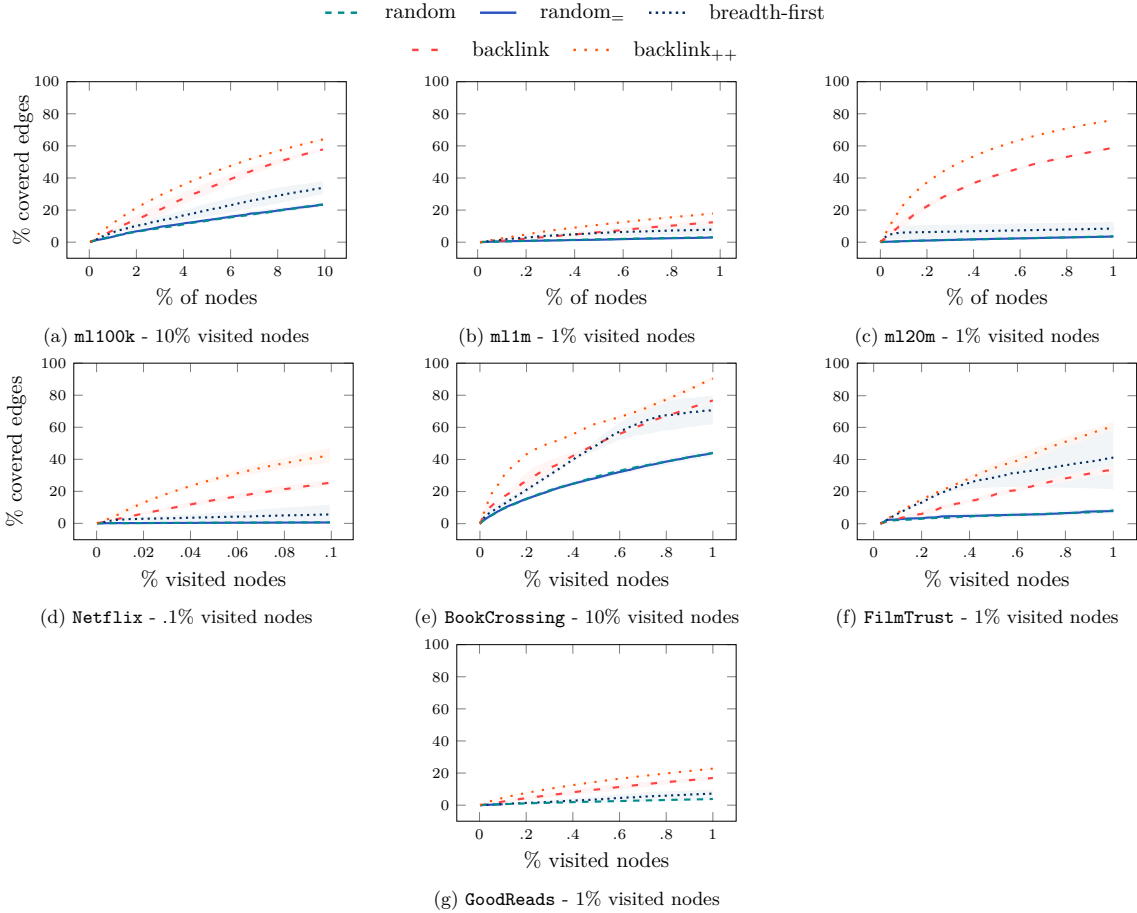 random random= breadth-first
backlink backlink++
100 80 60 40 20 0
% covered edges
0 2 4 6 8 10
% of nodes
(a) ml100k - 10% visited nodes
100 80 60 40 20 0
0 .2 .4 .6 .8 1
% of nodes
(b) ml1m - 1% visited nodes
100 80 60 40 20 0
0 .2 .4 .6 .8 1
% of nodes
(c) ml20m - 1% visited nodes
100 80 60 40 20 0
% covered edges
0 .02 .04 .06 .08 .1
% visited nodes
(d) Netflix - .1% visited nodes
100 80 60 40 20 0
0 .2 .4 .6 .8 1
% visited nodes
(e) BookCrossing - 10% visited nodes
100 80 60 40 20 0
0 .2 .4 .6 .8 1
% visited nodes
(f) FilmTrust - 1% visited nodes
100 80 60 40 20 0
0 .2 .4 .6 .8 1
% visited nodes
(g) GoodReads - 1% visited nodes